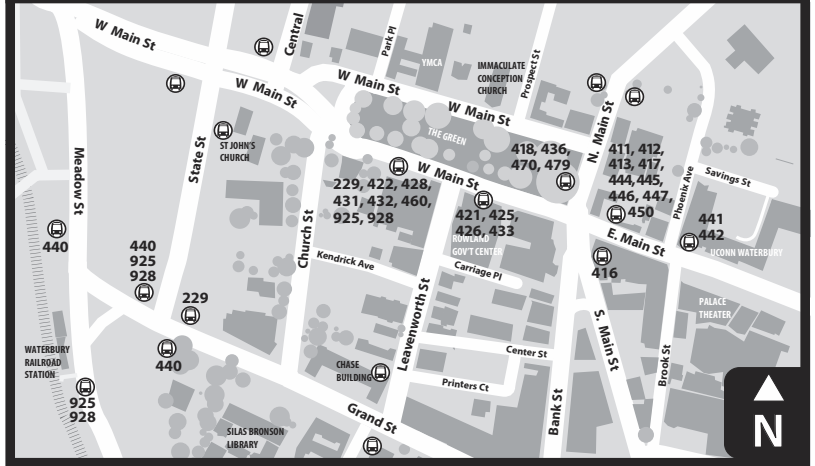 W Main St
Central
Park Pl
YMCA
IMMACULATE
CONCEPTION
CHURCH
Prospect St
W Main St
W Main St
W Main St
N. Main St
THE GREEN
State St
ST JOHN'S
CHURCH
418, 436,
470, 479
411, 412,
413, 417,
444, 445,
446, 447,
450
Meadow St
W Main St
229, 422, 428,
431, 432, 460,
925, 928
Savings St
Phoenix Ave
421, 425,
426, 433
441
442
440
440
925
928
Church St
ROWLAND
GOV'T CENTER
E. Main St
UCONN WATERBURY
416
Kendrick Ave
Carriage Pl
229
Leavenworth St
PALACE
THEATER
S. Main St
WATERBURY
RAILROAD
STATION
440
Center St
Brook St
CHASE
BUILDING
Printers Ct
925
928
Grand St
Bank St
SILAS BRONSON
LIBRARY
N